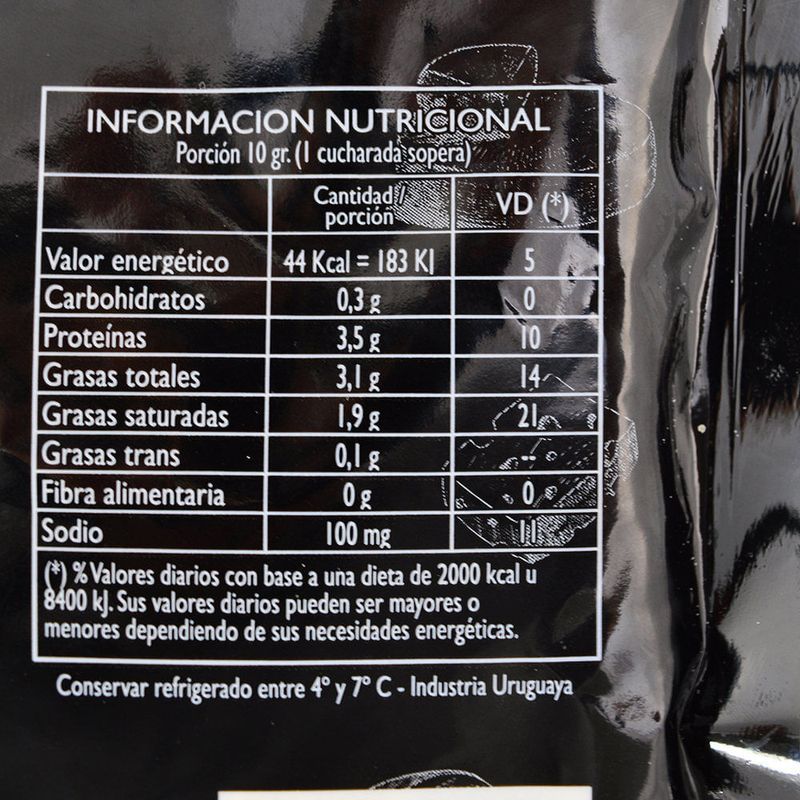 INFORMACION NUTRICIONAL
Porción 10 gr. (1 cucharada sopera)
Cantidad/
porción
VD (*)
Valor energético 44 Kcal = 183 KJ 5
Carbohidratos 0,3 g 0
Proteínas 3,5 g 10
Grasas totales 3,1 g 14
Grasas saturadas 1,9 g 21
Grasas trans 0,1 g --
Fibra alimentaria 0 g 0
Sodio 100 mg 11
(*) % Valores diarios con base a una dieta de 2000 kcal u
8400 kJ. Sus valores diarios pueden ser mayores o
menores dependiendo de sus necesidades energéticas.
Conservar refrigerado entre 4° y 7° C - Industria Uruguaya